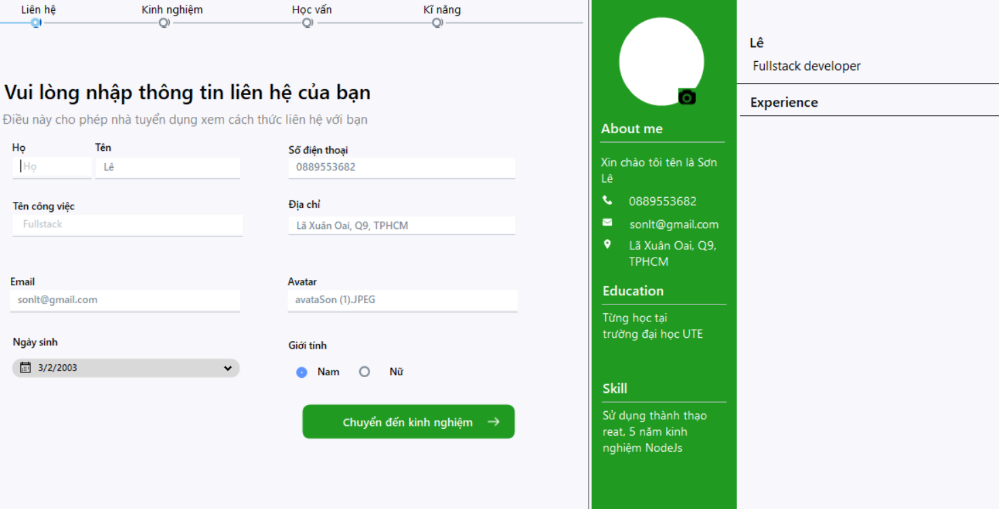 Liên hệ
Kinh nghiệm
Học vấn
Kĩ năng
Vui lòng nhập thông tin liên hệ của bạn
Điều này cho phép nhà tuyển dụng xem cách thức liên hệ với bạn
Họ
Tên
Số điện thoại
Họ
Lê
0889553682
Tên công việc
Địa chỉ
Fullstack
Lã Xuân Oai, Q9, TPHCM
Email
Avatar
sonlt@gmail.com
avataSon (1).JPEG
Ngày sinh
Giới tính
3/2/2003
Nam
Nữ
Chuyển đến kinh nghiệm
About me
Xin chào tôi tên là Sơn
Lê
0889553682
sonlt@gmail.com
Lã Xuân Oai, Q9,
TPHCM
Education
Từng học tại
trường đại học UTE
Skill
Sử dụng thành thạo
reat, 5 năm kinh
nghiệm NodeJs
Lê
Fullstack developer
Experience